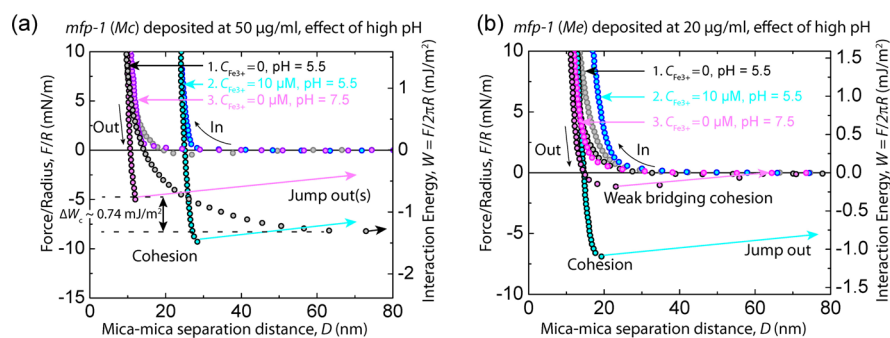 (a) mfp-1 (Mc) deposited at 50 µg/ml, effect of high pH
Force/Radius, F/R (mN/m)
10
5
0
-5
-10
-15
1. CFe3+ = 0, pH = 5.5
2. CFe3+ = 10 µM, pH = 5.5
3. CFe3+ = 0 µM, pH = 7.5
Out
In
Jump out(s)
ΔWc ~ 0.74 mJ/m²
Cohesion
0 20 40 60 80
Mica-mica separation distance, D (nm)
1
0
-1
-2
Interaction Energy, W = F/2πR (mJ/m²)
(b) mfp-1 (Me) deposited at 20 µg/ml, effect of high pH
Force/Radius, F/R (mN/m)
10
5
0
-5
-10
1. CFe3+ = 0, pH = 5.5
2. CFe3+ = 10 µM, pH = 5.5
3. CFe3+ = 0 µM, pH = 7.5
Out
In
Weak bridging cohesion
Cohesion
Jump out
0 20 40 60 80
Mica-mica separation distance, D (nm)
1.5
1.0
0.5
0.0
-0.5
-1.0
-1.5
Interaction Energy, W = F/2πR (mJ/m²)